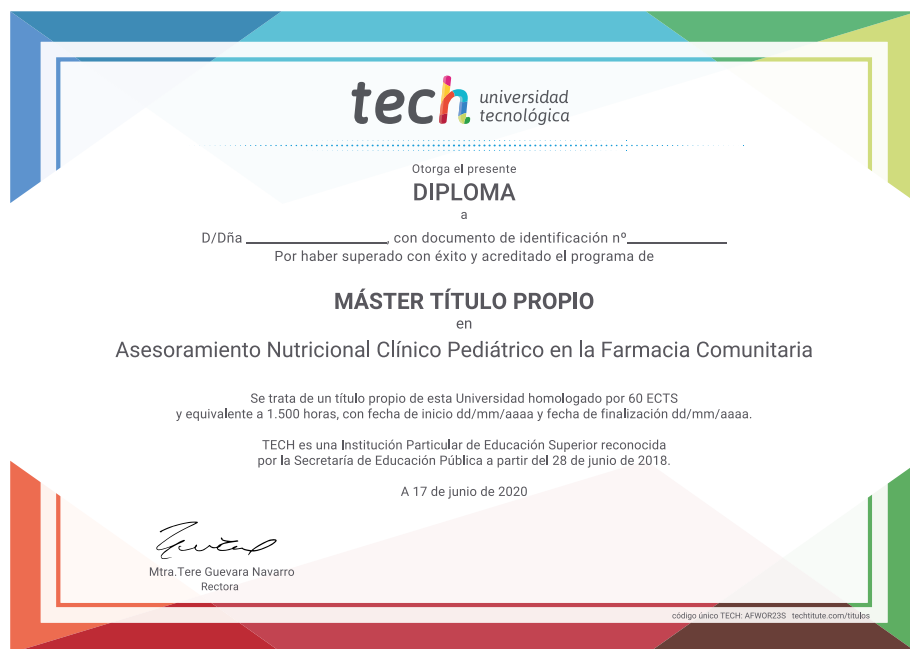 tech universidad
tecnológica
Otorga el presente
DIPLOMA
a
D/Dña ____________________, con documento de identificación nº______________
Por haber superado con éxito y acreditado el programa de
MÁSTER TÍTULO PROPIO
en
Asesoramiento Nutricional Clínico Pediátrico en la Farmacia Comunitaria
Se trata de un título propio de esta Universidad homologado por 60 ECTS
y equivalente a 1.500 horas, con fecha de inicio dd/mm/aaaa y fecha de finalización dd/mm/aaaa.
TECH es una Institución Particular de Educación Superior reconocida
por la Secretaría de Educación Pública a partir del 28 de junio de 2018.
A 17 de junio de 2020
Mtra.Tere Guevara Navarro
Rectora
código único TECH: AFWOR23S techtitute.com/titulos